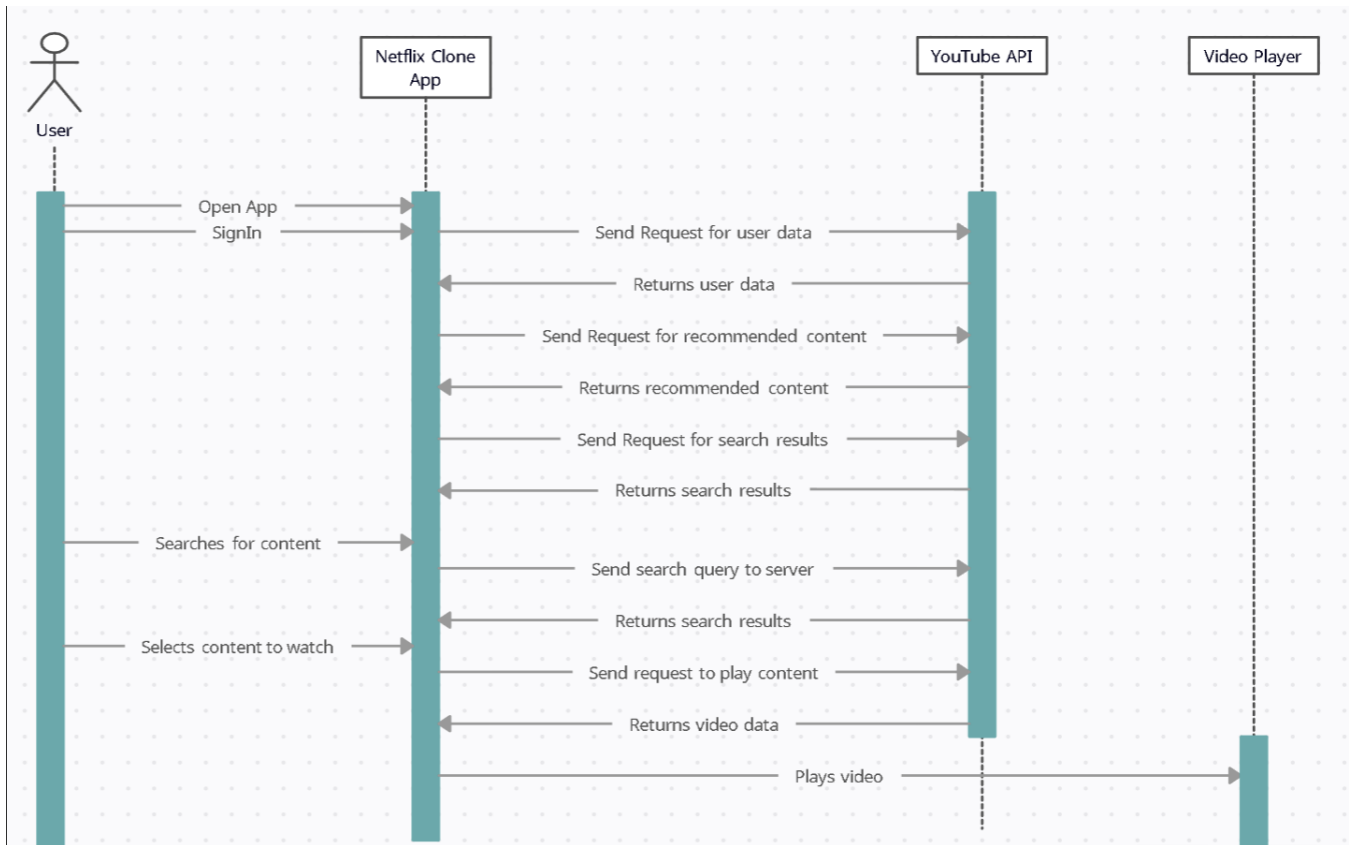 Netflix Clone
App
YouTube API
Video Player
User
Open App
SignIn
Send Request for user data
Returns user data
Send Request for recommended content
Returns recommended content
Send Request for search results
Returns search results
Searches for content
Send search query to server
Returns search results
Selects content to watch
Send request to play content
Returns video data
Plays video